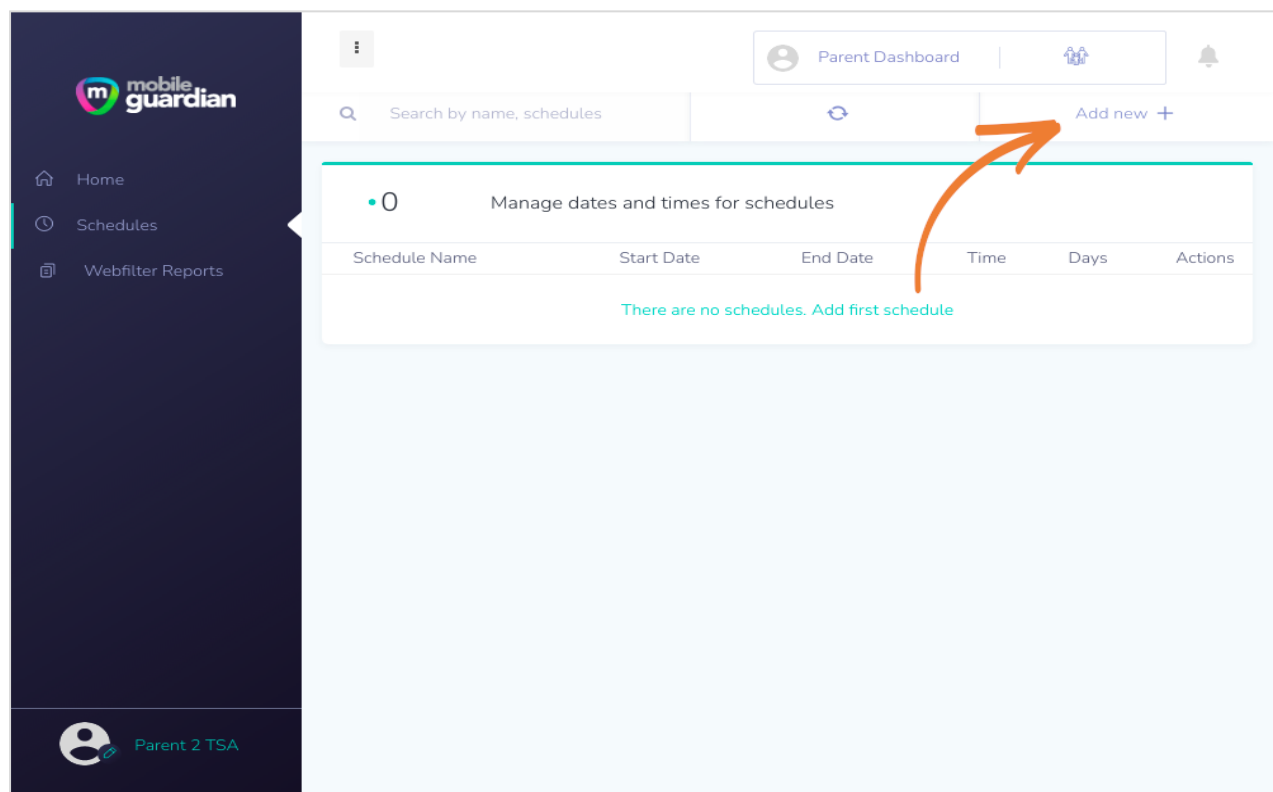 mobile
guardian
Home
Schedules
Webfilter Reports
Parent 2 TSA
Parent Dashboard
Search by name, schedules
Add new +
0
Manage dates and times for schedules
Schedule Name Start Date End Date Time Days Actions
There are no schedules. Add first schedule